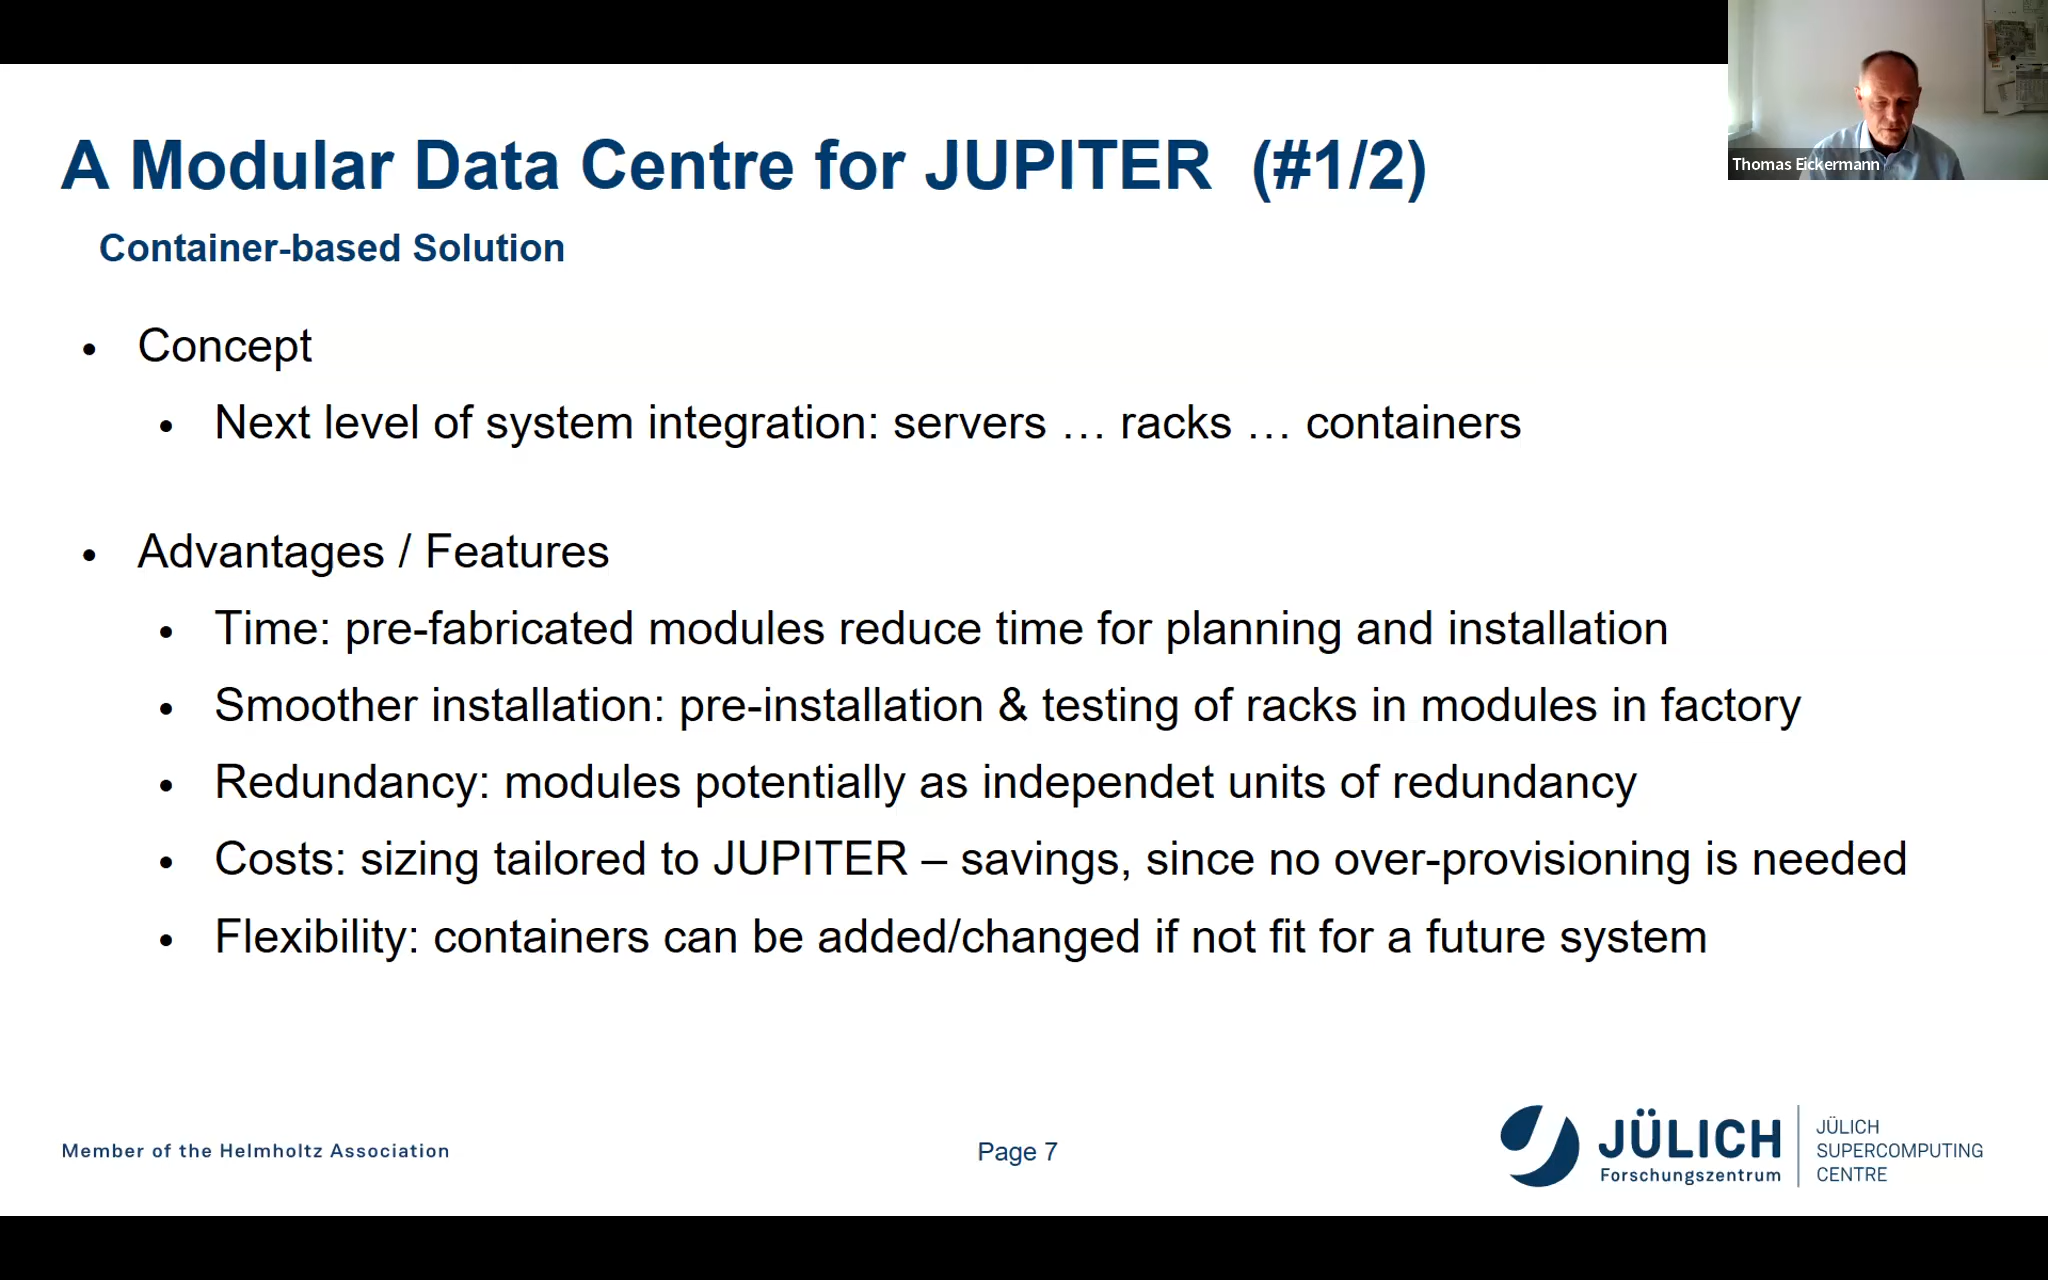 Thomas Eickermann
A Modular Data Centre for JUPITER (#1/2)
Container-based Solution
• Concept
• Next level of system integration: servers … racks … containers
• Advantages / Features
• Time: pre-fabricated modules reduce time for planning and installation
• Smoother installation: pre-installation & testing of racks in modules in factory
• Redundancy: modules potentially as independet units of redundancy
• Costs: sizing tailored to JUPITER – savings, since no over-provisioning is needed
• Flexibility: containers can be added/changed if not fit for a future system
Member of the Helmholtz Association
Page 7
JÜLICH
Forschungszentrum
JÜLICH
SUPERCOMPUTING
CENTRE